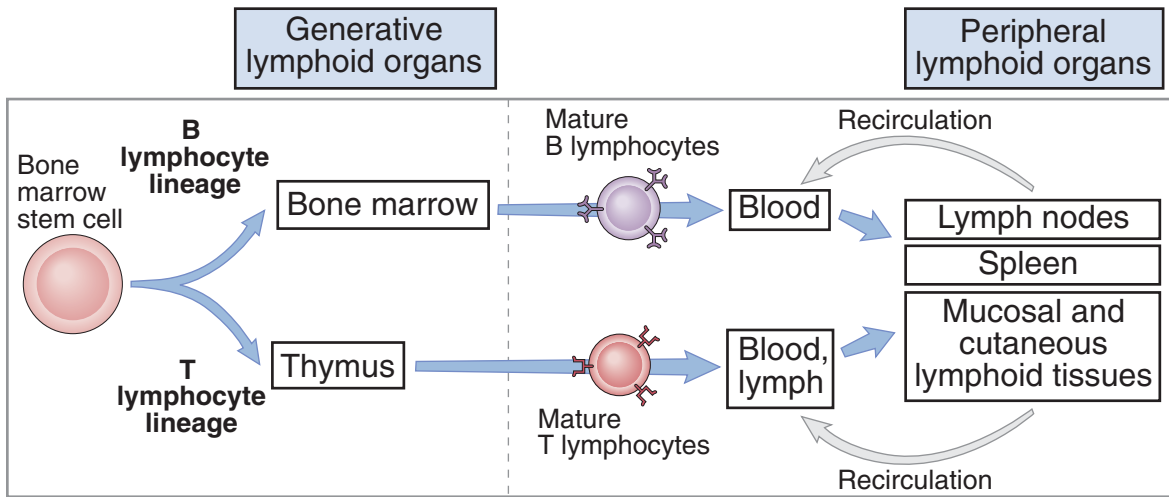 Generative
lymphoid organs
Peripheral
lymphoid organs
B
lymphocyte
lineage
Bone
marrow
stem cell
Bone marrow
Mature
B lymphocytes
Blood
Recirculation
Lymph nodes
Spleen
Mucosal and
cutaneous
lymphoid tissues
T
lymphocyte
lineage
Thymus
Mature
T lymphocytes
Blood,
lymph
Recirculation